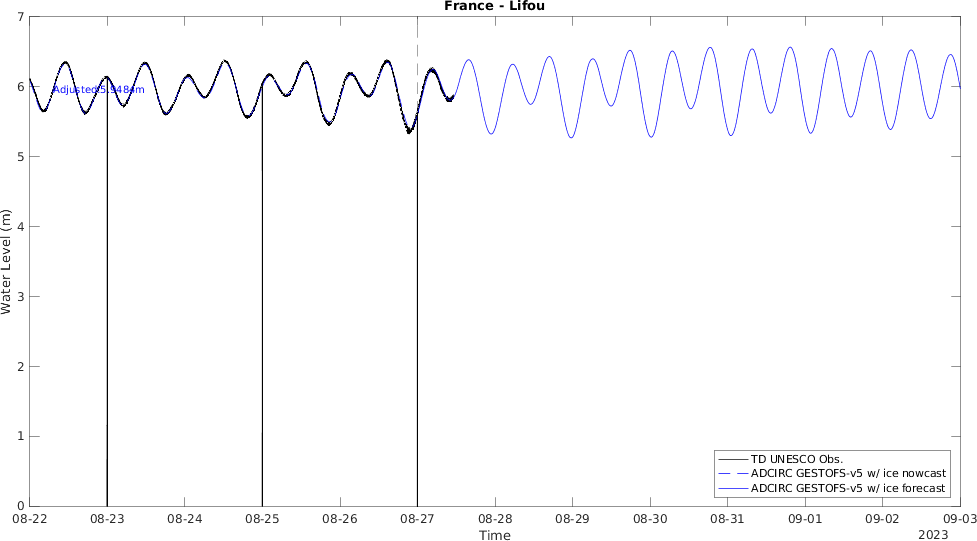 France - Lifou
7
6
5
4
3
2
1
0
Water Level (m)
Adjusted:5.9484m
TD UNESCO Obs.
ADCIRC GESTOFS-v5 w/ ice nowcast
ADCIRC GESTOFS-v5 w/ ice forecast
08-22 08-23 08-24 08-25 08-26 08-27 08-28 08-29 08-30 08-31 09-01 09-02 09-03
Time
2023